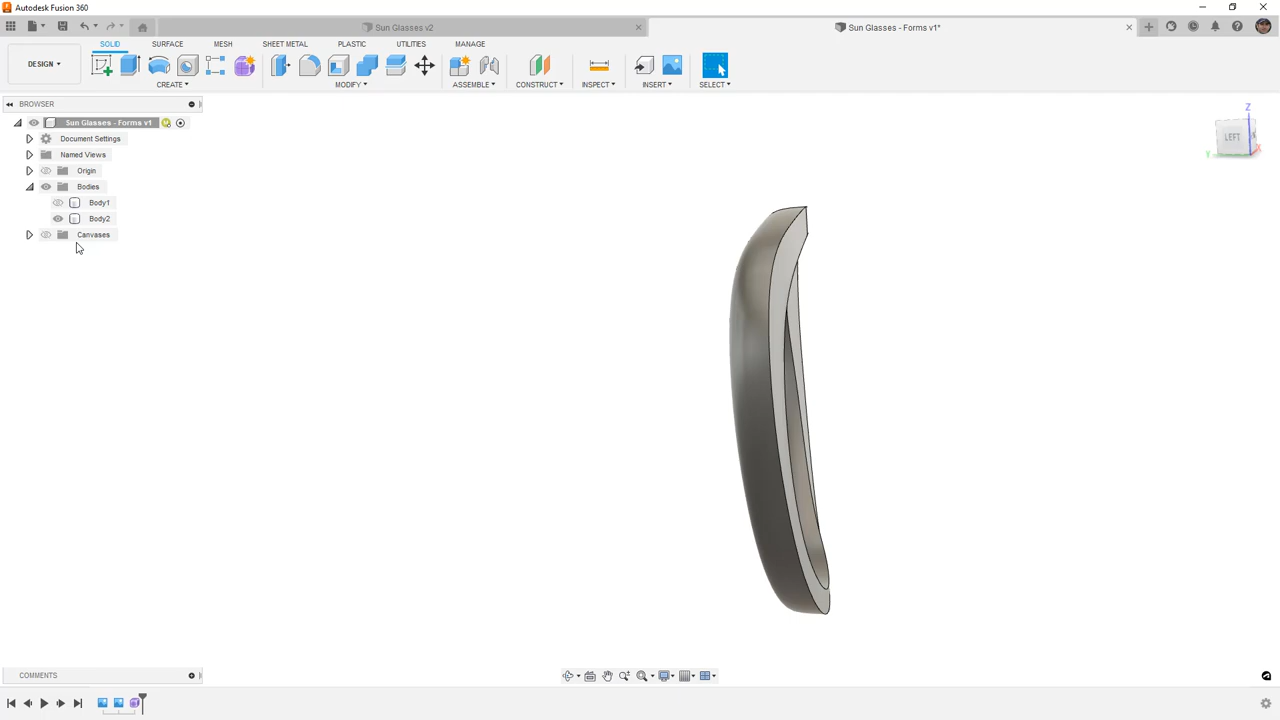 Autodesk Fusion 360
Sun Glasses v2
Sun Glasses - Forms v1*
DESIGN
SOLID
SURFACE
MESH
SHEET METAL
PLASTIC
UTILITIES
MANAGE
CREATE
MODIFY
ASSEMBLE
CONSTRUCT
INSPECT
INSERT
SELECT
BROWSER
Sun Glasses - Forms v1
Document Settings
Named Views
Origin
Bodies
Body1
Body2
Canvases
Z
LEFT
Y
X
COMMENTS